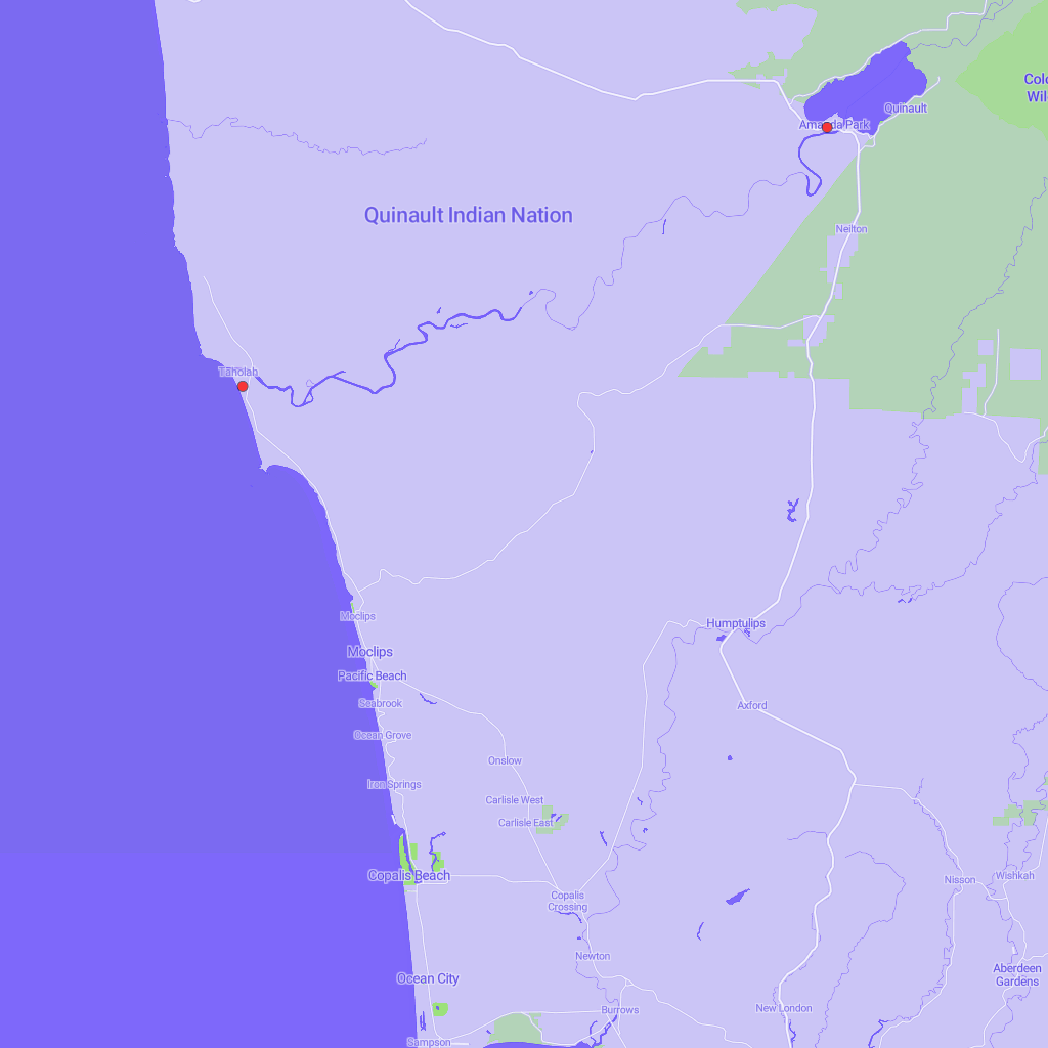 Colo
Wil
Quinault
Amanda Park
Quinault Indian Nation
Neilton
Taholah
Moclips
Humptulips
Moclips
Pacific Beach
Seabrook
Axford
Ocean Grove
Onslow
Iron Springs
Carlisle West
Carlisle East
Copalis Beach
Nisson
Wishkah
Copalis
Crossing
Newton
Ocean City
Aberdeen
Gardens
New London
Burrows
Sampson